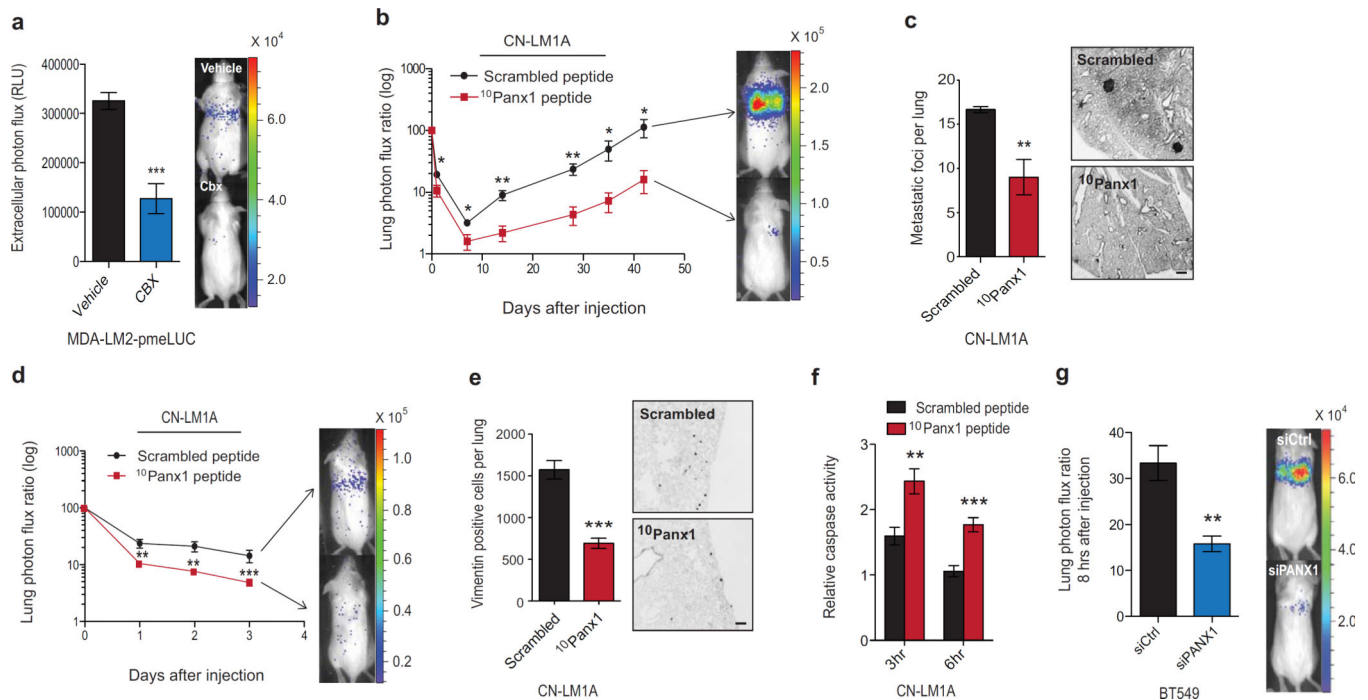 a
X 10⁴
Extracellular photon flux (RLU)
400000
300000
200000
100000
0
***
Vehicle
CBX
Vehicle
Cbx
6.0
4.0
2.0
MDA-LM2-pmeLUC
b
CN-LM1A
Scrambled peptide
¹⁰Panx1 peptide
Lung photon flux ratio (log)
1000
100
10
1
*
*
**
**
*
*
0
10
20
30
40
50
Days after injection
X 10⁵
2.0
1.5
1.0
0.5
c
Metastatic foci per lung
20
15
10
5
0
**
Scrambled
¹⁰Panx1
CN-LM1A
Scrambled
¹⁰Panx1
d
CN-LM1A
Scrambled peptide
¹⁰Panx1 peptide
Lung photon flux ratio (log)
1000
100
10
1
**
**
***
0
1
2
3
4
Days after injection
X 10⁵
1.0
0.8
0.6
0.4
0.2
e
Vimentin positive cells per lung
2000
1500
1000
500
0
***
Scrambled
¹⁰Panx1
CN-LM1A
Scrambled
¹⁰Panx1
f
Scrambled peptide
¹⁰Panx1 peptide
Relative caspase activity
3
2
1
0
**
***
3hr
6hr
CN-LM1A
g
Lung photon flux ratio
8 hrs after injection
40
30
20
10
0
**
siCtrl
siPANX1
BT549
X 10⁴
siCtrl
siPANX1
6.0
4.0
2.0